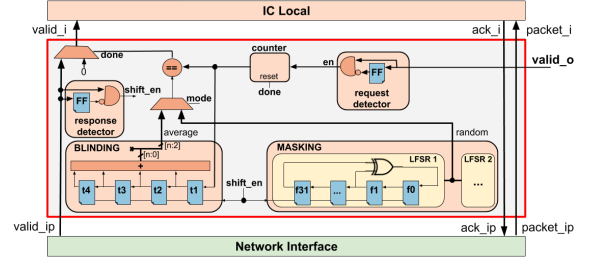 IC Local
valid_i
ack_i
packet_i
done
0
==
counter
reset
done
en
FF
request
detector
valid_o
FF
shift_en
response
detector
mode
average
random
BLINDING
[n:2]
[n:0]
+
t4
t3
t2
t1
shift_en
MASKING
LFSR 1
f31
...
f1
f0
LFSR 2
...
valid_ip
ack_ip
packet_ip
Network Interface